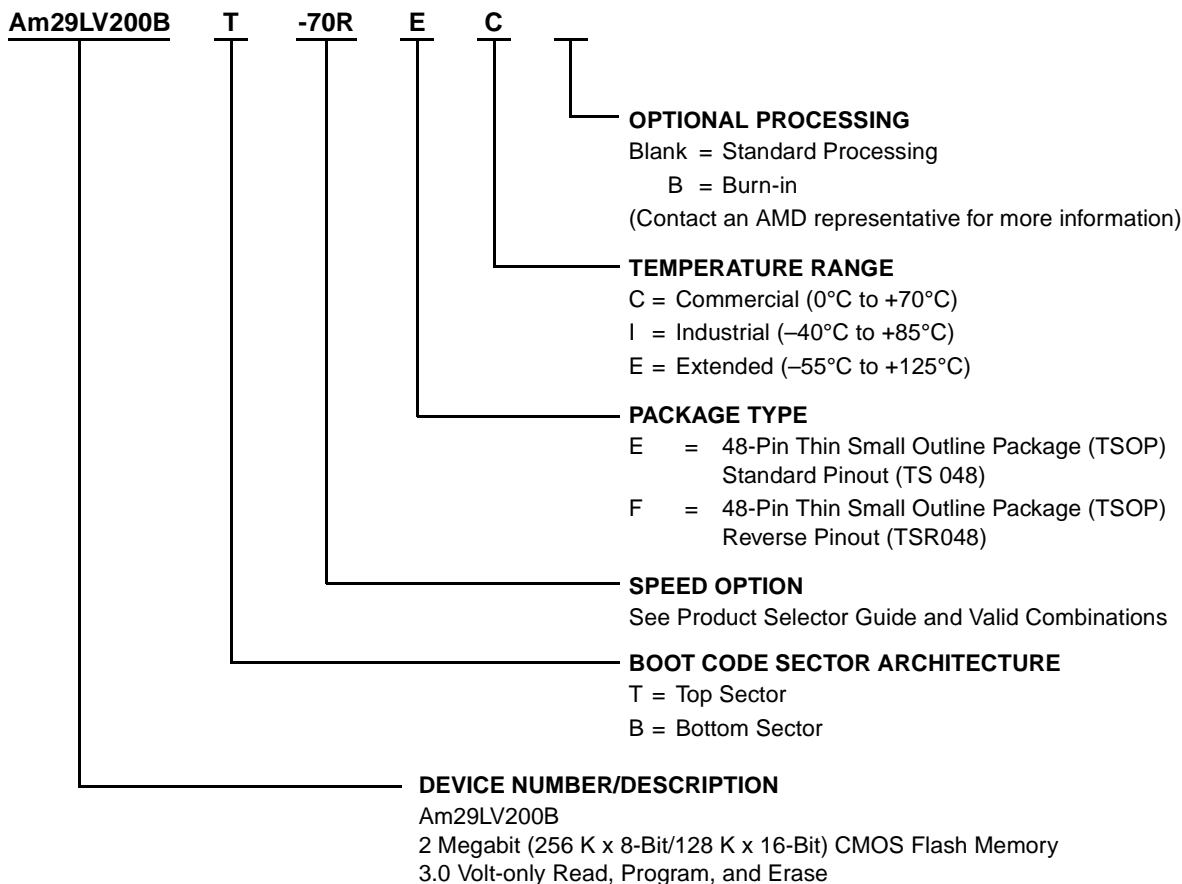 Am29LV200B T -70R E C
OPTIONAL PROCESSING
Blank = Standard Processing
B = Burn-in
(Contact an AMD representative for more information)
TEMPERATURE RANGE
C = Commercial (0°C to +70°C)
I = Industrial (–40°C to +85°C)
E = Extended (–55°C to +125°C)
PACKAGE TYPE
E = 48-Pin Thin Small Outline Package (TSOP)
Standard Pinout (TS 048)
F = 48-Pin Thin Small Outline Package (TSOP)
Reverse Pinout (TSR048)
SPEED OPTION
See Product Selector Guide and Valid Combinations
BOOT CODE SECTOR ARCHITECTURE
T = Top Sector
B = Bottom Sector
DEVICE NUMBER/DESCRIPTION
Am29LV200B
2 Megabit (256 K x 8-Bit/128 K x 16-Bit) CMOS Flash Memory
3.0 Volt-only Read, Program, and Erase